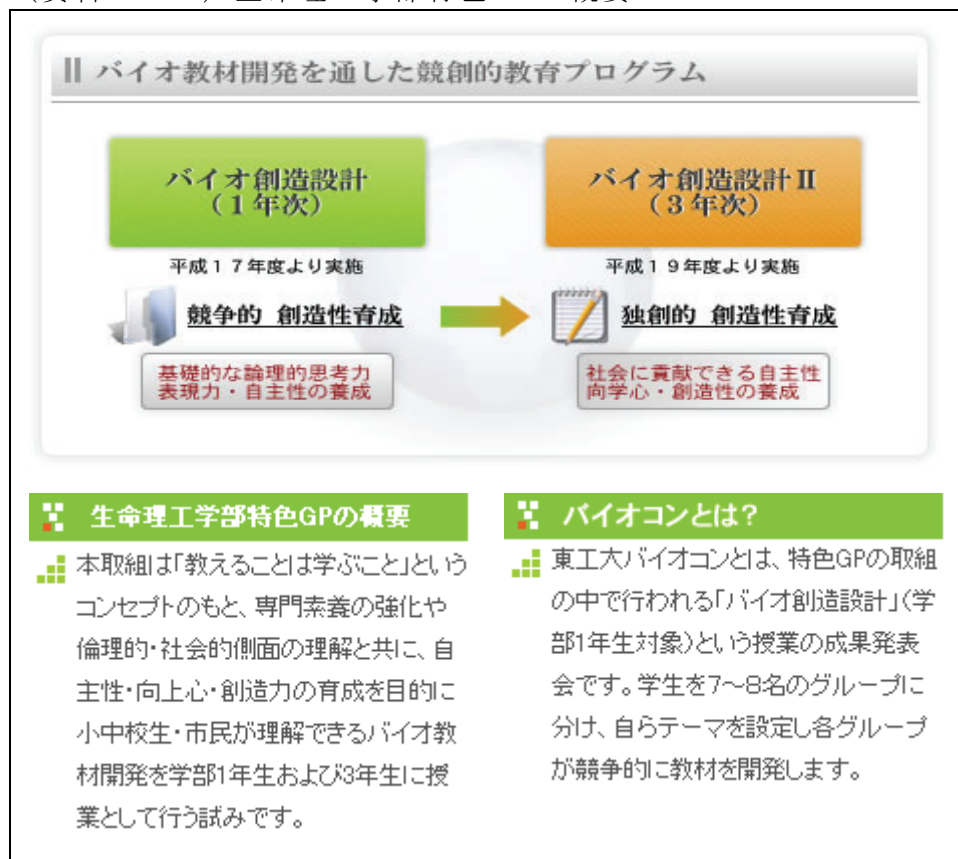 バイオ教材開発を通した競創的教育プログラム
バイオ創造設計
(1年次)
平成17年度より実施
競争的 創造性育成
基礎的な論理的思考力
表現力・自主性の養成
バイオ創造設計Ⅱ
(3年次)
平成19年度より実施
独創的 創造性育成
社会に貢献できる自主性
向学心・創造性の養成
生命理工学部特色GPの概要
本取組は「教えることは学ぶこと」という
コンセプトのもと、専門素養の強化や
倫理的・社会的側面の理解と共に、自
主性・向上心・創造力の育成を目的に
小中校生・市民が理解できるバイオ教
材開発を学部1年生および3年生に授
業として行う試みです。
バイオコンとは?
東工大バイオコンとは、特色GPの取組
の中で行われる「バイオ創造設計」(学
部1年生対象)という授業の成果発表
会です。学生を7~8名のグループに
分け、自らテーマを設定し各グループ
が競争的に教材を開発します。